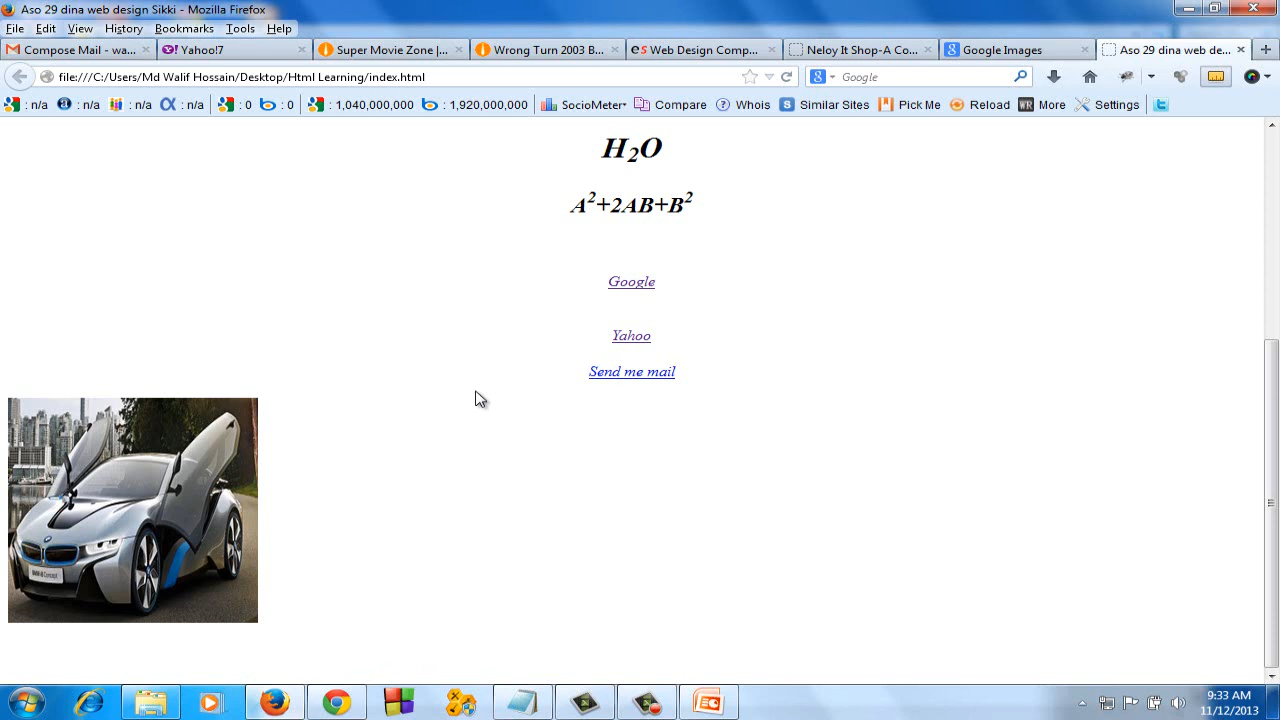 Aso 29 dina web design Sikki - Mozilla Firefox
File Edit View History Bookmarks Tools Help
Compose Mail - wa... Yahoo!7 Super Movie Zone |... Wrong Turn 2003 B... es Web Design Comp... Neloy It Shop-A Co... Google Images Aso 29 dina web de...
file:///C:/Users/Md Walif Hossain/Desktop/Html Learning/index.html Google
: n/a : n/a : n/a : n/a : 0 : 0 : 1,040,000,000 : 1,920,000,000 SocioMeter Compare Whois Similar Sites Pick Me Reload WR More Settings
H₂O
A²+2AB+B²
Google
Yahoo
Send me mail
9:33 AM
11/12/2013